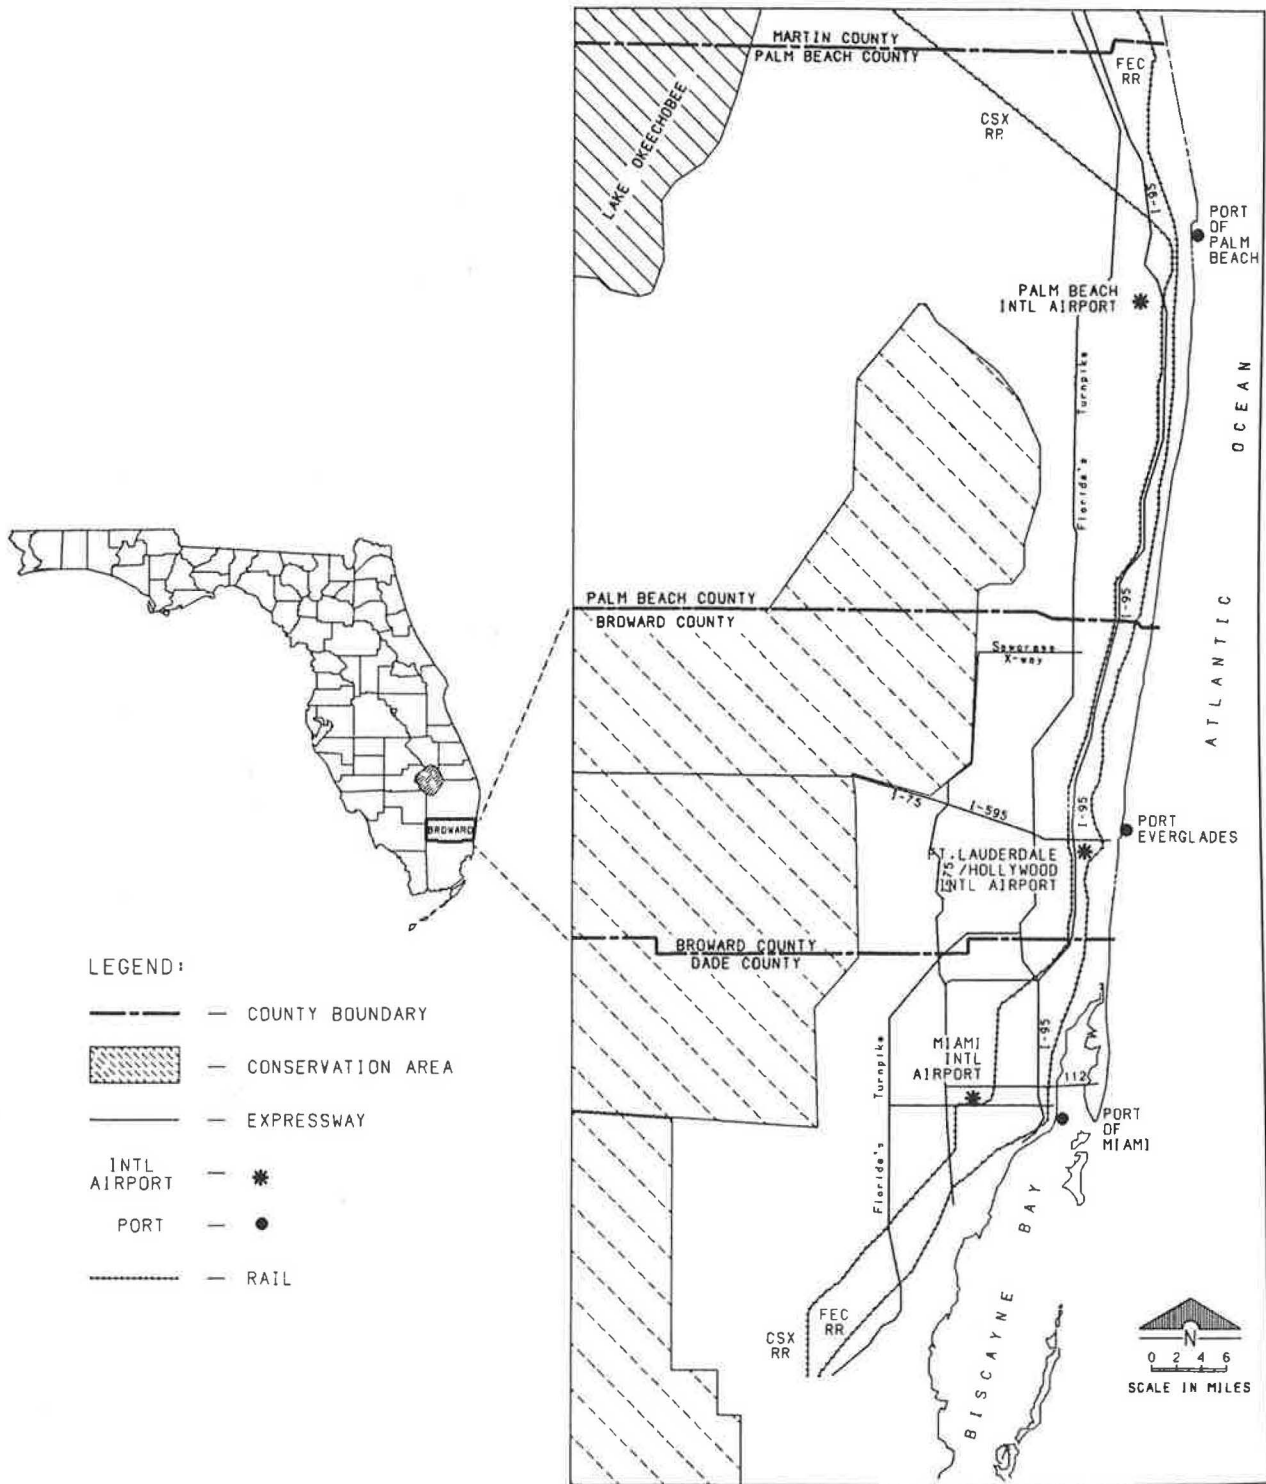 MARTIN COUNTY
PALM BEACH COUNTY
FEC
RR
CSX
RR
LAKE OKEECHOBEE
I-95
PORT
OF
PALM
BEACH
PALM BEACH
INTL AIRPORT
Florida's Turnpike
ATLANTIC OCEAN
PALM BEACH COUNTY
BROWARD COUNTY
I-95
Sawgrass
X-way
I-75
I-595
I-95
PORT
EVERGLADES
FT. LAUDERDALE
/HOLLYWOOD
INTL AIRPORT
I-75
BROWARD
BROWARD COUNTY
DADE COUNTY
I-95
MIAMI
INTL
AIRPORT
112
Florida's Turnpike
PORT
OF
MIAMI
BISCAYNE BAY
CSX
RR
FEC
RR
LEGEND:
— COUNTY BOUNDARY
— CONSERVATION AREA
— EXPRESSWAY
INTL
AIRPORT —
PORT —
— RAIL
N
0 2 4 6
SCALE IN MILES